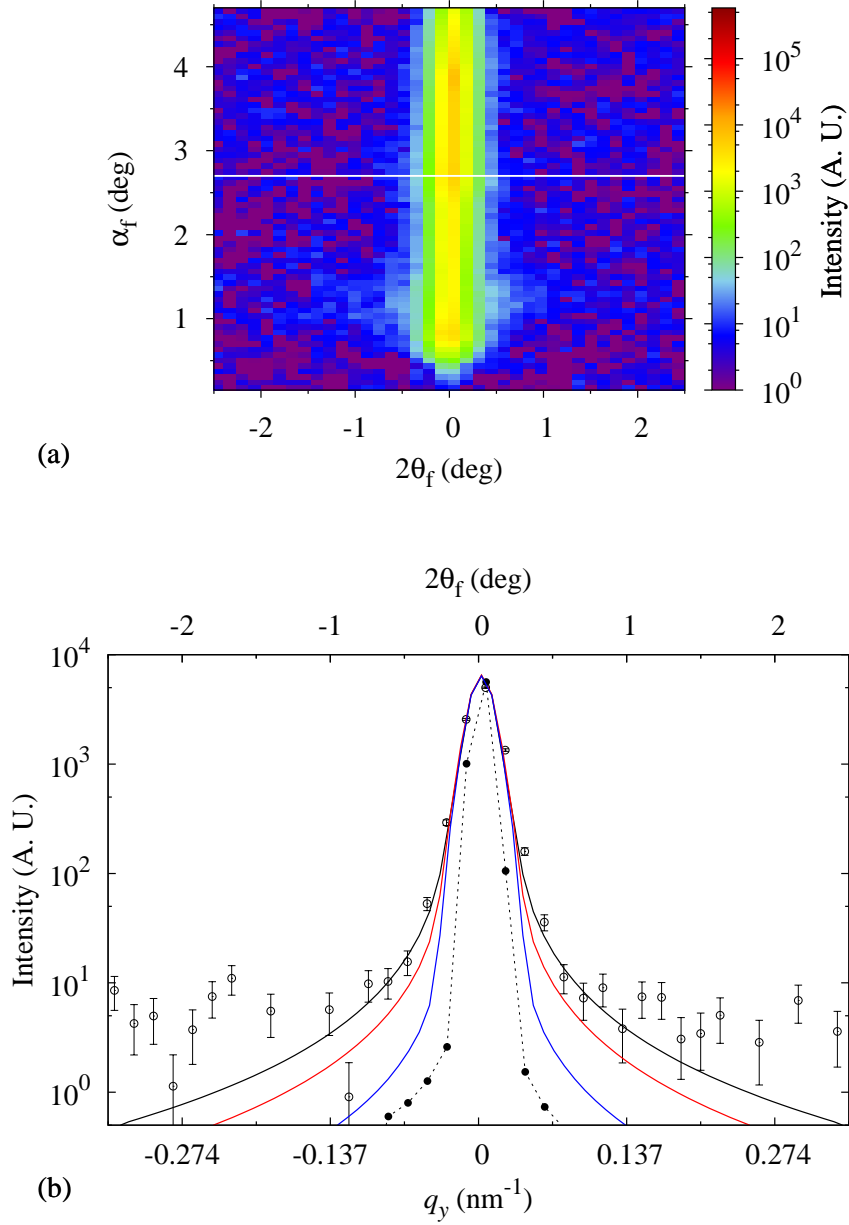 4
3
2
1
α_f (deg)
-2 -1 0 1 2
2θ_f (deg)
(a)
10^5
10^4
10^3
10^2
10^1
10^0
Intensity (A. U.)
2θ_f (deg)
-2 -1 0 1 2
10^4
10^3
10^2
10^1
10^0
Intensity (A. U.)
-0.274 -0.137 0 0.137 0.274
q_y (nm^-1)
(b)